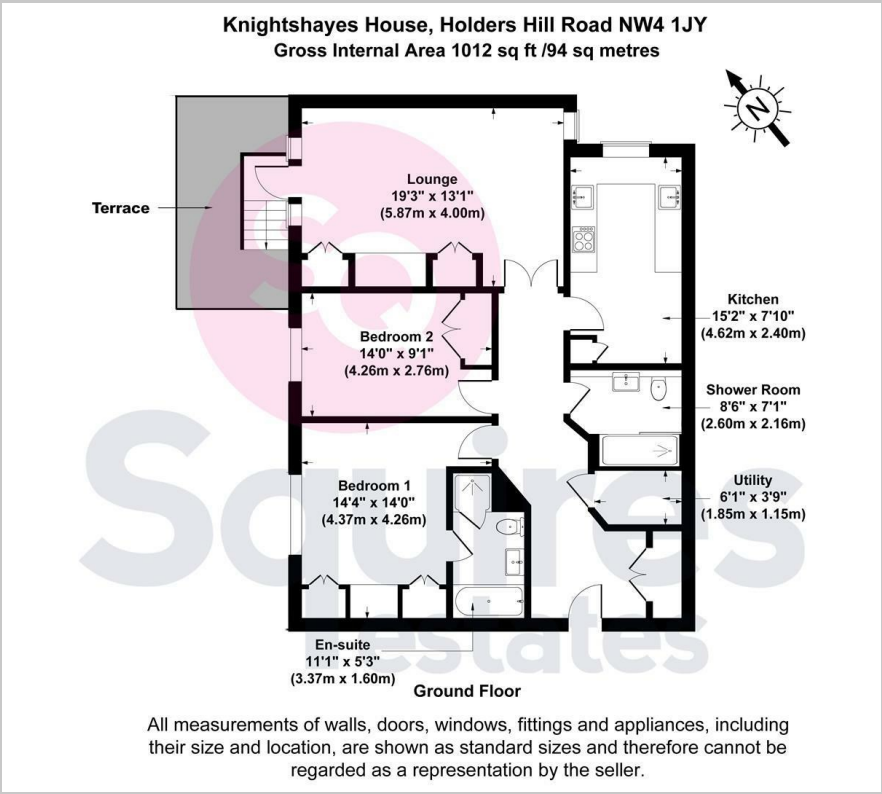 Knightshayes House, Holders Hill Road NW4 1JY
Gross Internal Area 1012 sq ft /94 sq metres
N
Terrace
Lounge
19'3" x 13'1"
(5.87m x 4.00m)
Kitchen
15'2" x 7'10"
(4.62m x 2.40m)
Bedroom 2
14'0" x 9'1"
(4.26m x 2.76m)
Shower Room
8'6" x 7'1"
(2.60m x 2.16m)
Bedroom 1
14'4" x 14'0"
(4.37m x 4.26m)
Utility
6'1" x 3'9"
(1.85m x 1.15m)
En-suite
11'1" x 5'3"
(3.37m x 1.60m)
Ground Floor
SQ
Squires
estates
All measurements of walls, doors, windows, fittings and appliances, including
their size and location, are shown as standard sizes and therefore cannot be
regarded as a representation by the seller.